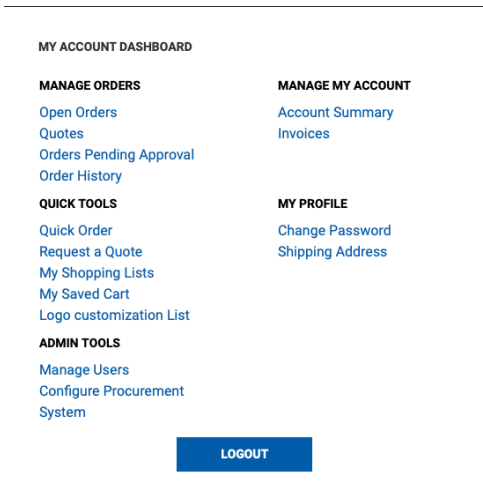 MY ACCOUNT DASHBOARD
MANAGE ORDERS
Open Orders
Quotes
Orders Pending Approval
Order History
MANAGE MY ACCOUNT
Account Summary
Invoices
QUICK TOOLS
Quick Order
Request a Quote
My Shopping Lists
My Saved Cart
Logo customization List
MY PROFILE
Change Password
Shipping Address
ADMIN TOOLS
Manage Users
Configure Procurement
System
LOGOUT